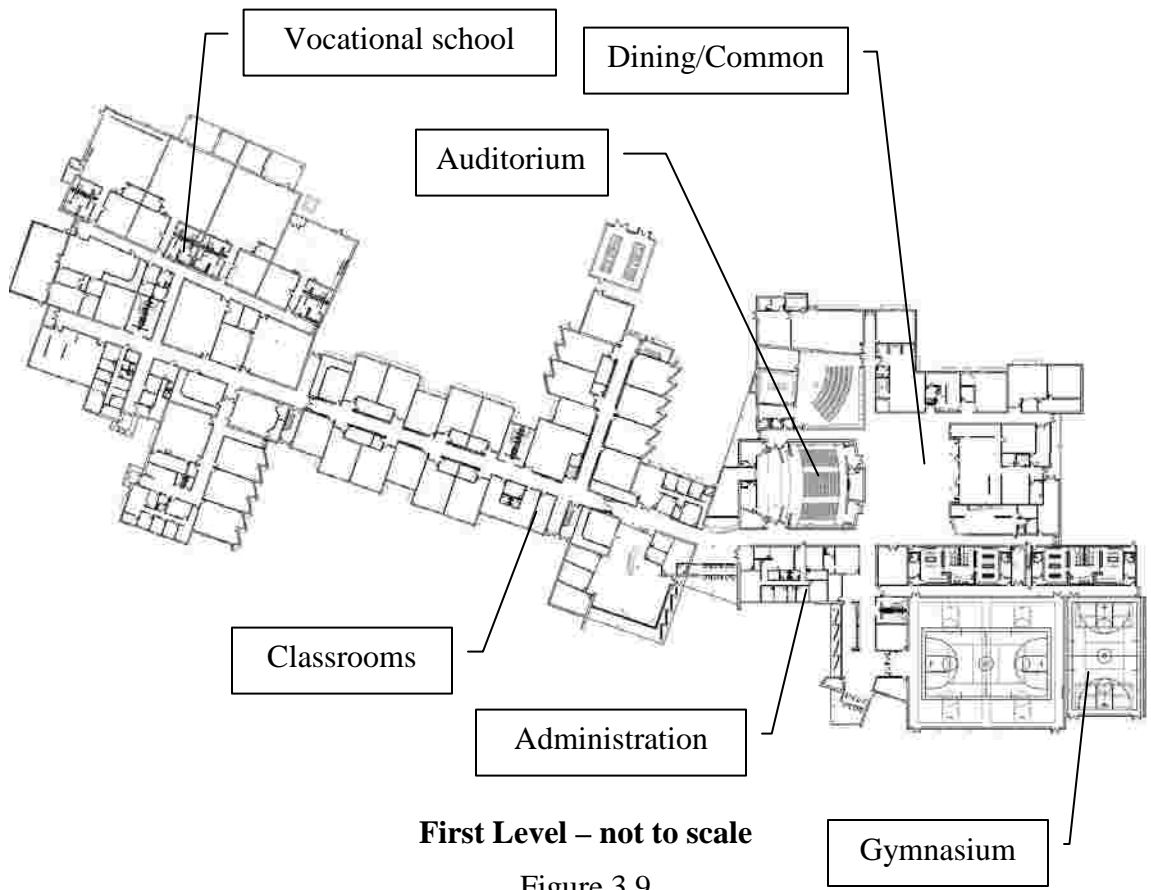 Vocational school
Dining/Common
Auditorium
Classrooms
Administration
First Level – not to scale
Gymnasium
Figure 3.9